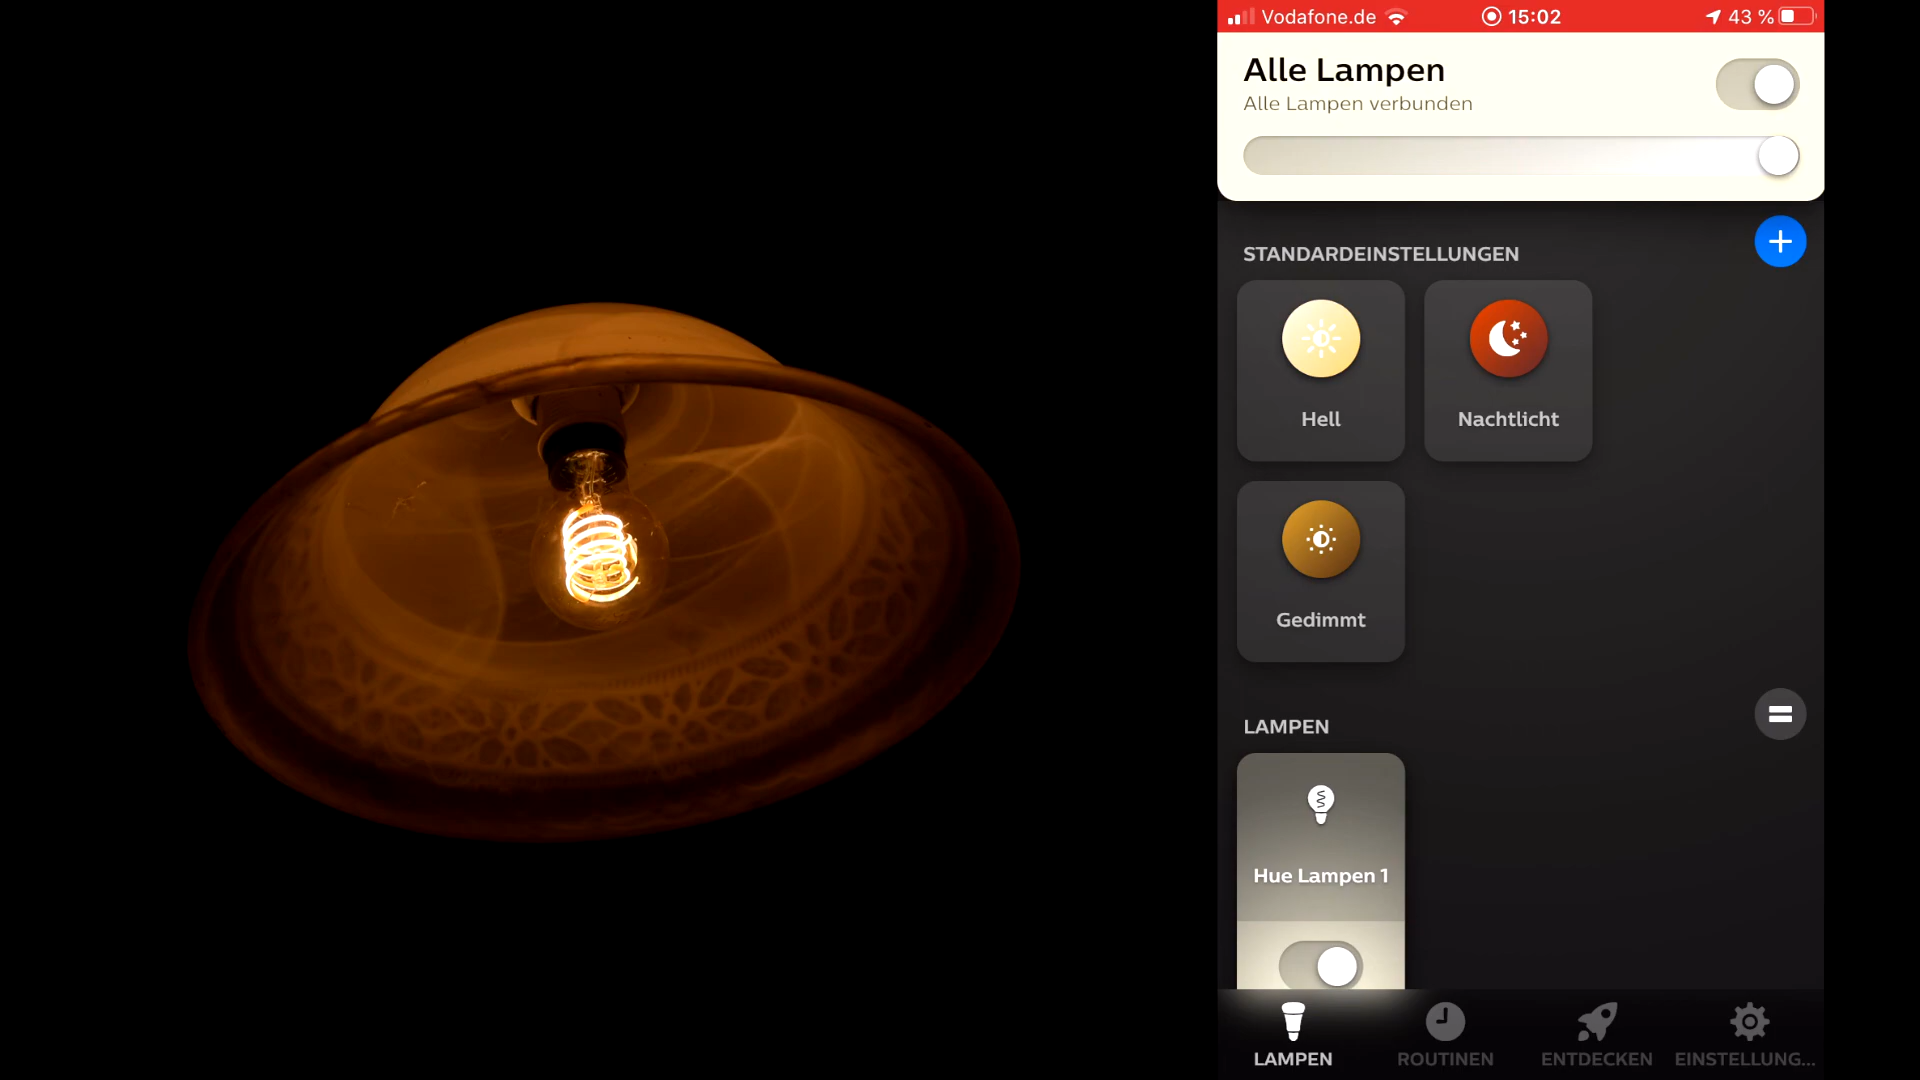 Vodafone.de 15:02 43 %
Alle Lampen
Alle Lampen verbunden
STANDARDEINSTELLUNGEN
Hell Nachtlicht
Gedimmt
LAMPEN
Hue Lampen 1
LAMPEN ROUTINEN ENTDECKEN EINSTELLUNG...